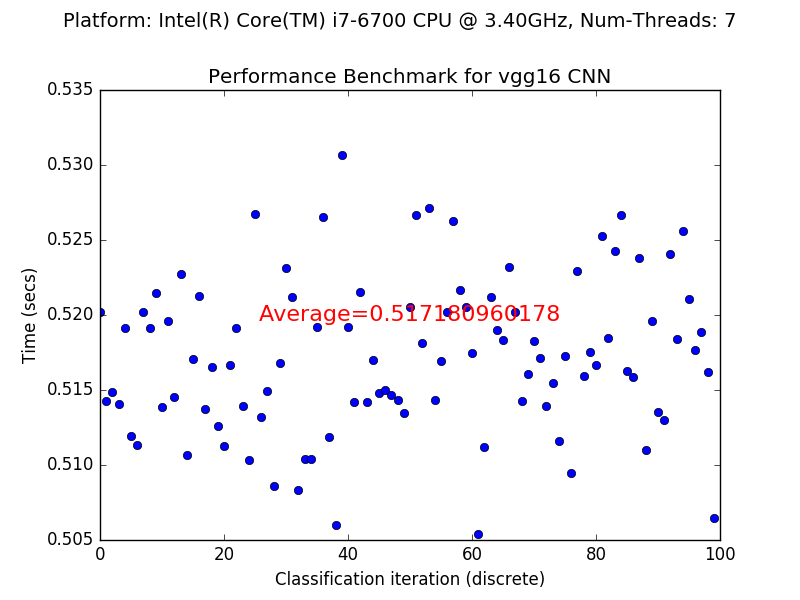 Platform: Intel(R) Core(TM) i7-6700 CPU @ 3.40GHz, Num-Threads: 7
Performance Benchmark for vgg16 CNN
0.535
0.530
0.525
0.520
0.515
0.510
0.505
Time (secs)
Average=0.517180960178
0 20 40 60 80 100
Classification iteration (discrete)